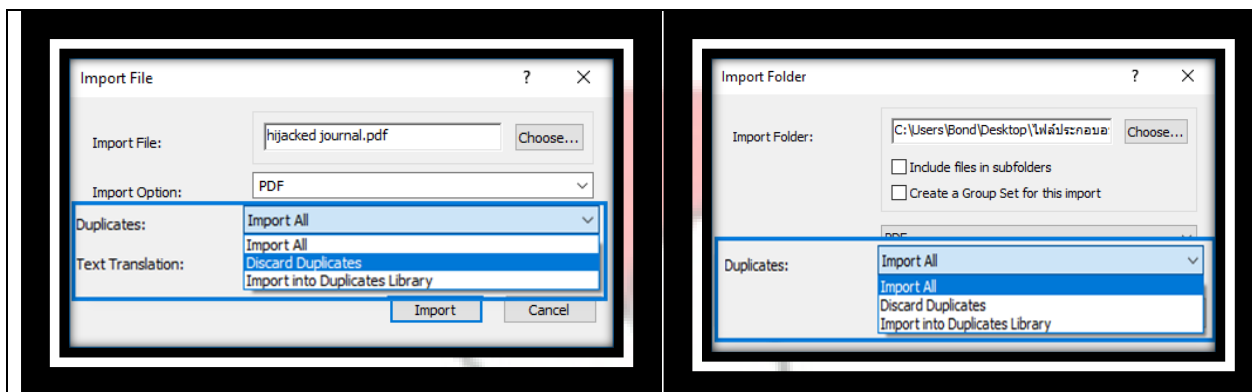 Import File ? ×
Import File: hijacked journal.pdf Choose...
Import Option: PDF
Duplicates: Import All
Import All
Text Translation: Discard Duplicates
Import into Duplicates Library
Import Cancel
Import Folder ? ×
Import Folder: C:\Users\Bond\Desktop\ไฟล์ประกอบอ Choose...
Include files in subfolders
Create a Group Set for this import
PDF
Duplicates: Import All
Import All
Discard Duplicates
Import into Duplicates Library